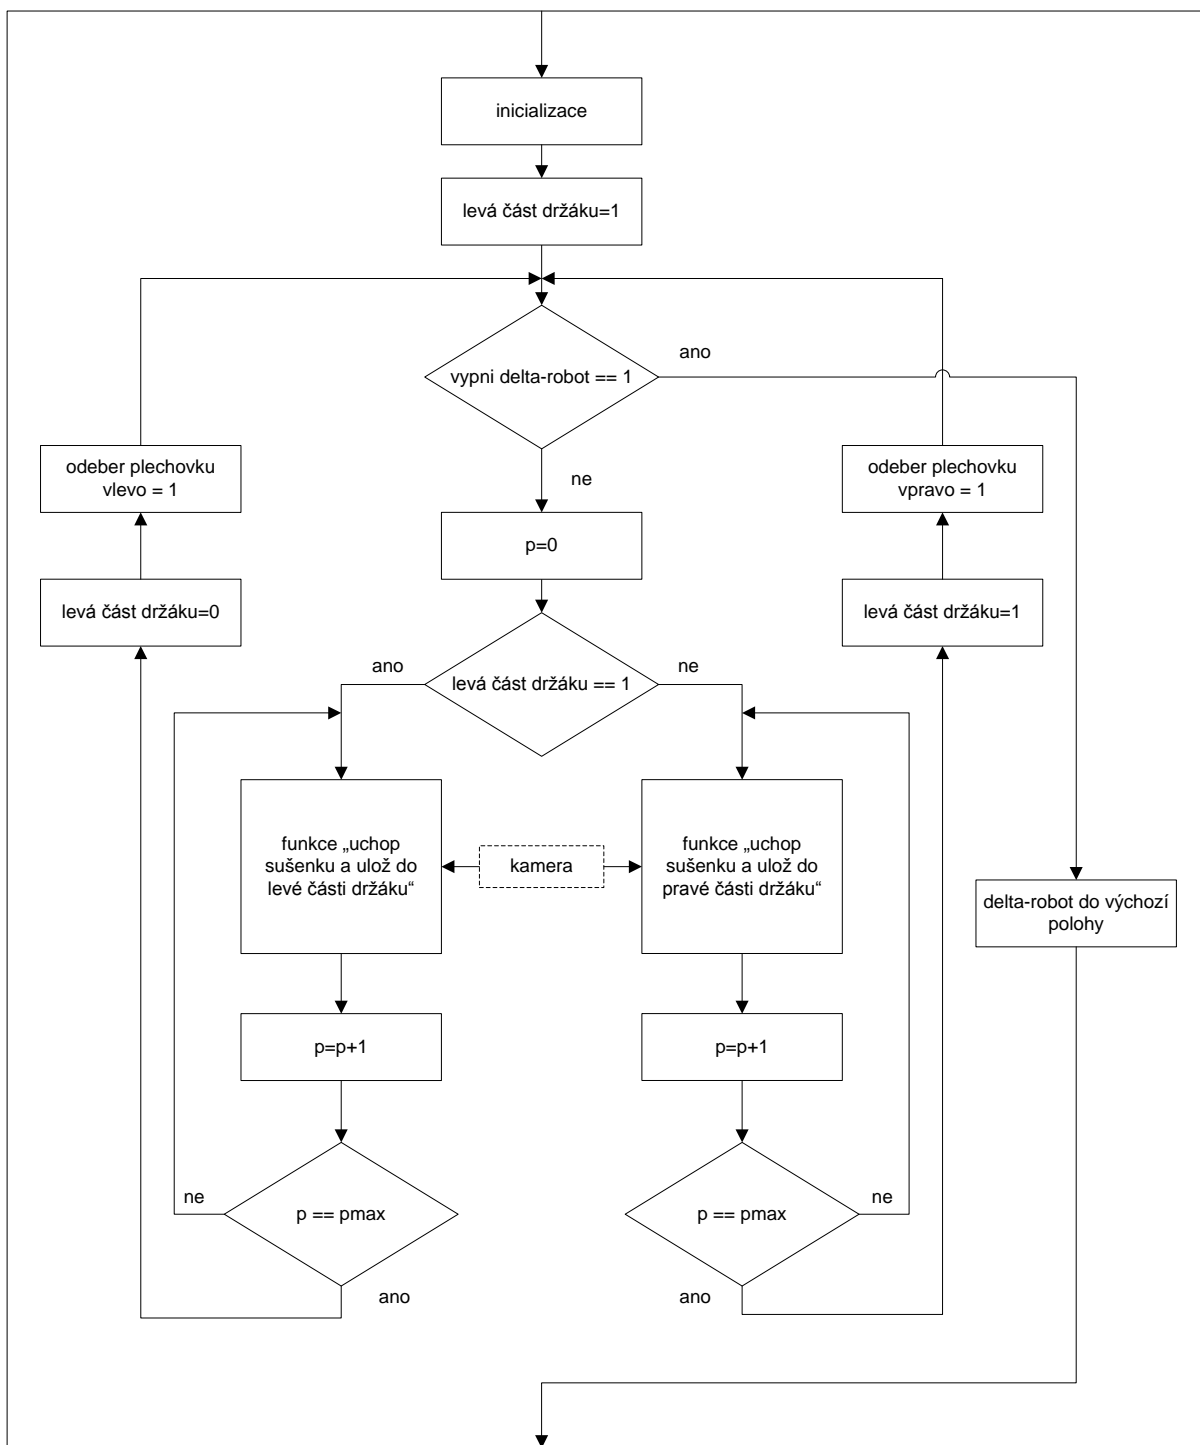 inicializace
levá část držáku=1
ano
vypni delta-robot == 1
odeber plechovku
vlevo = 1
ne
odeber plechovku
vpravo = 1
p=0
levá část držáku=0
levá část držáku=1
ano
ne
levá část držáku == 1
funkce „uchop
sušenku a ulož do
levé části držáku“
kamera
funkce „uchop
sušenku a ulož do
pravé části držáku“
delta-robot do výchozí
polohy
p=p+1
p=p+1
ne
p == pmax
p == pmax
ne
ano
ano